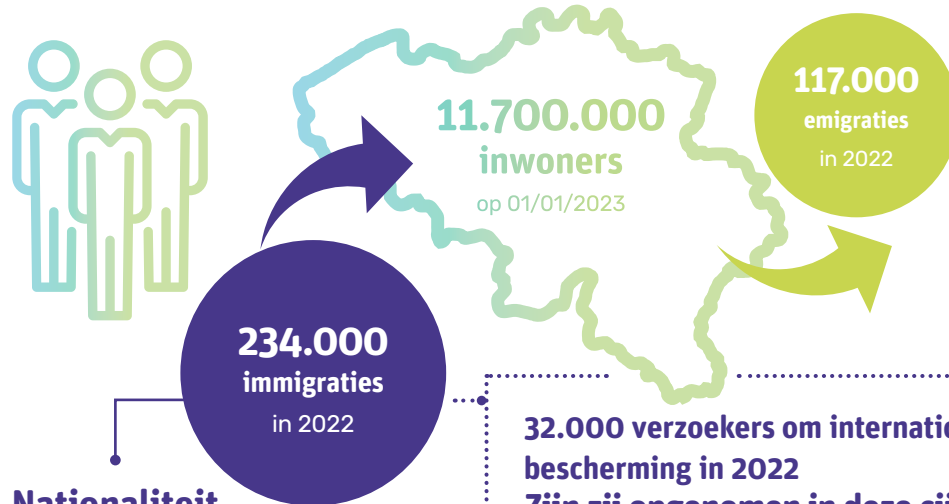 11.700.000
inwoners
op 01/01/2023
117.000
emigraties
in 2022
234.000
immigraties
in 2022
32.000 verzoekers om
bescherming in 2022
Nationaliteit